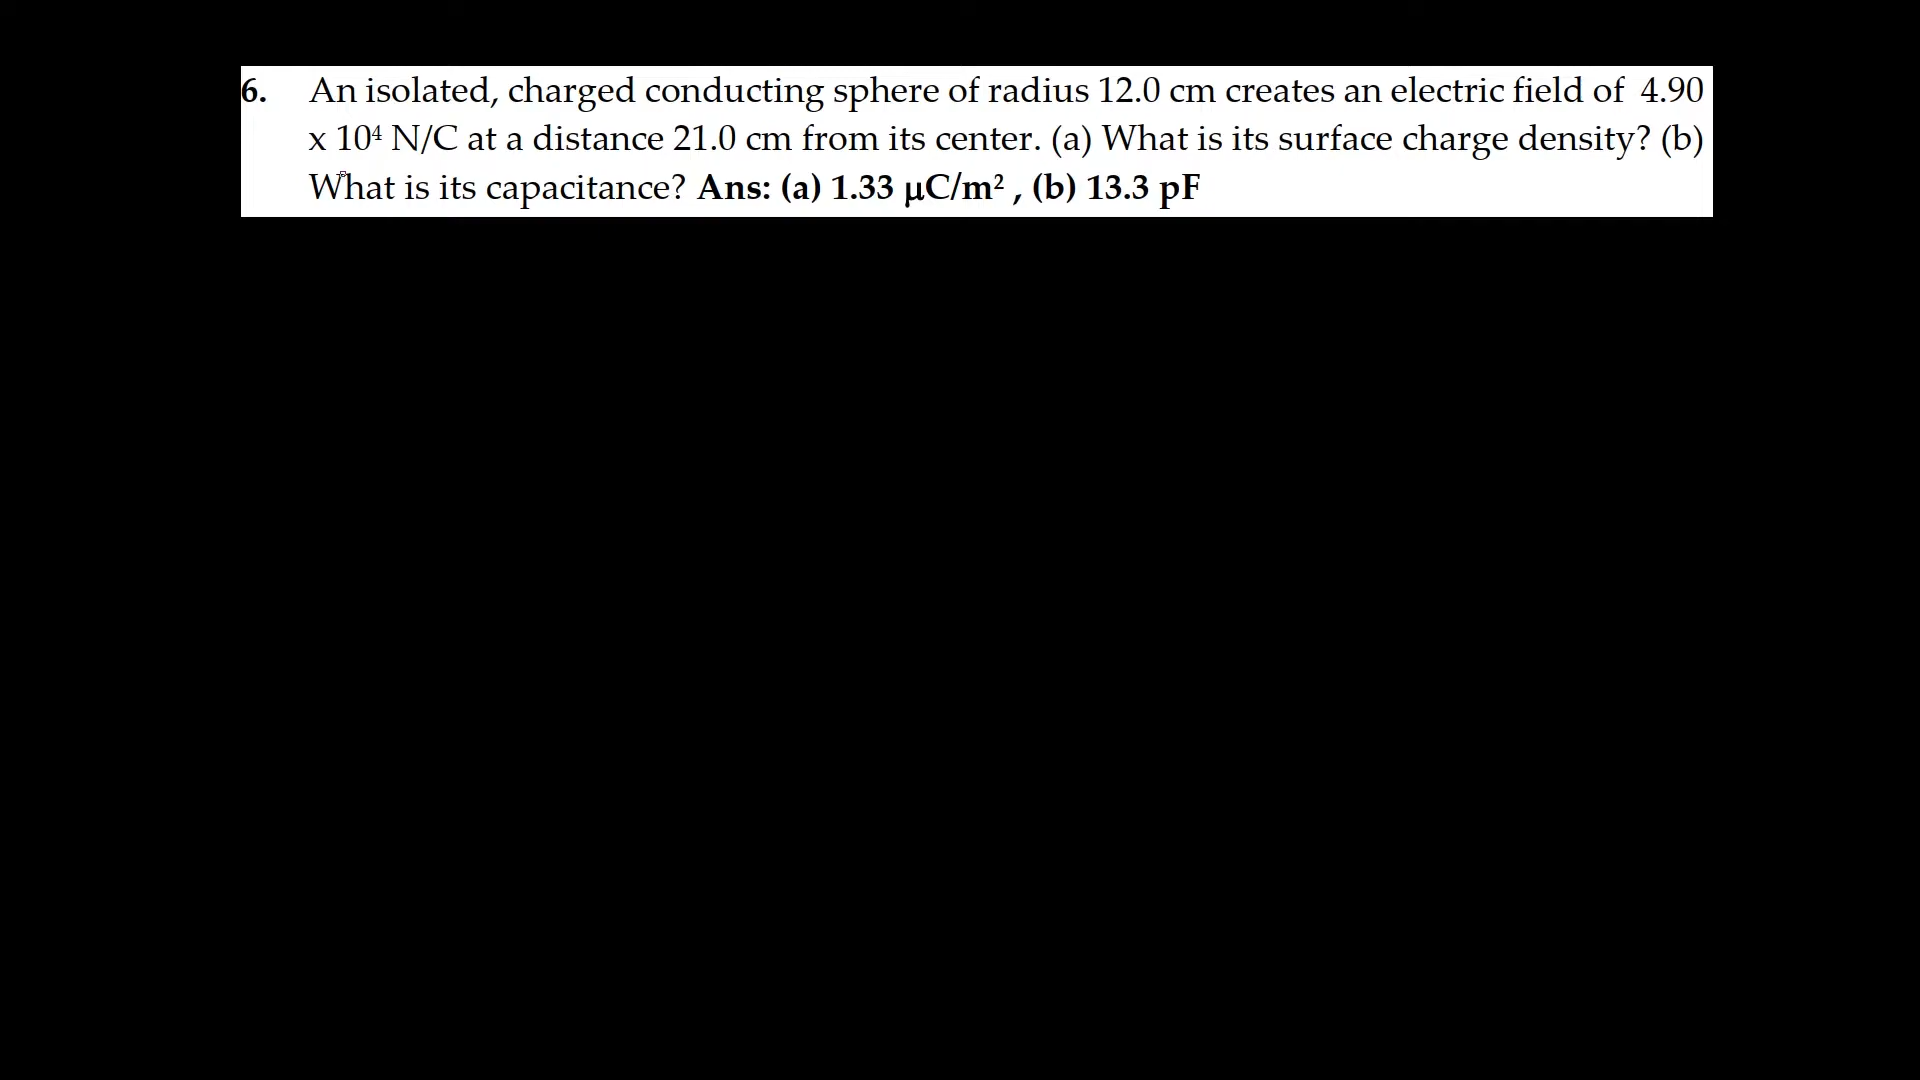 6. An isolated, charged conducting sphere of radius 12.0 cm creates an electric field of 4.90
x 10⁴ N/C at a distance 21.0 cm from its center. (a) What is its surface charge density? (b)
What is its capacitance? Ans: (a) 1.33 μC/m² , (b) 13.3 pF